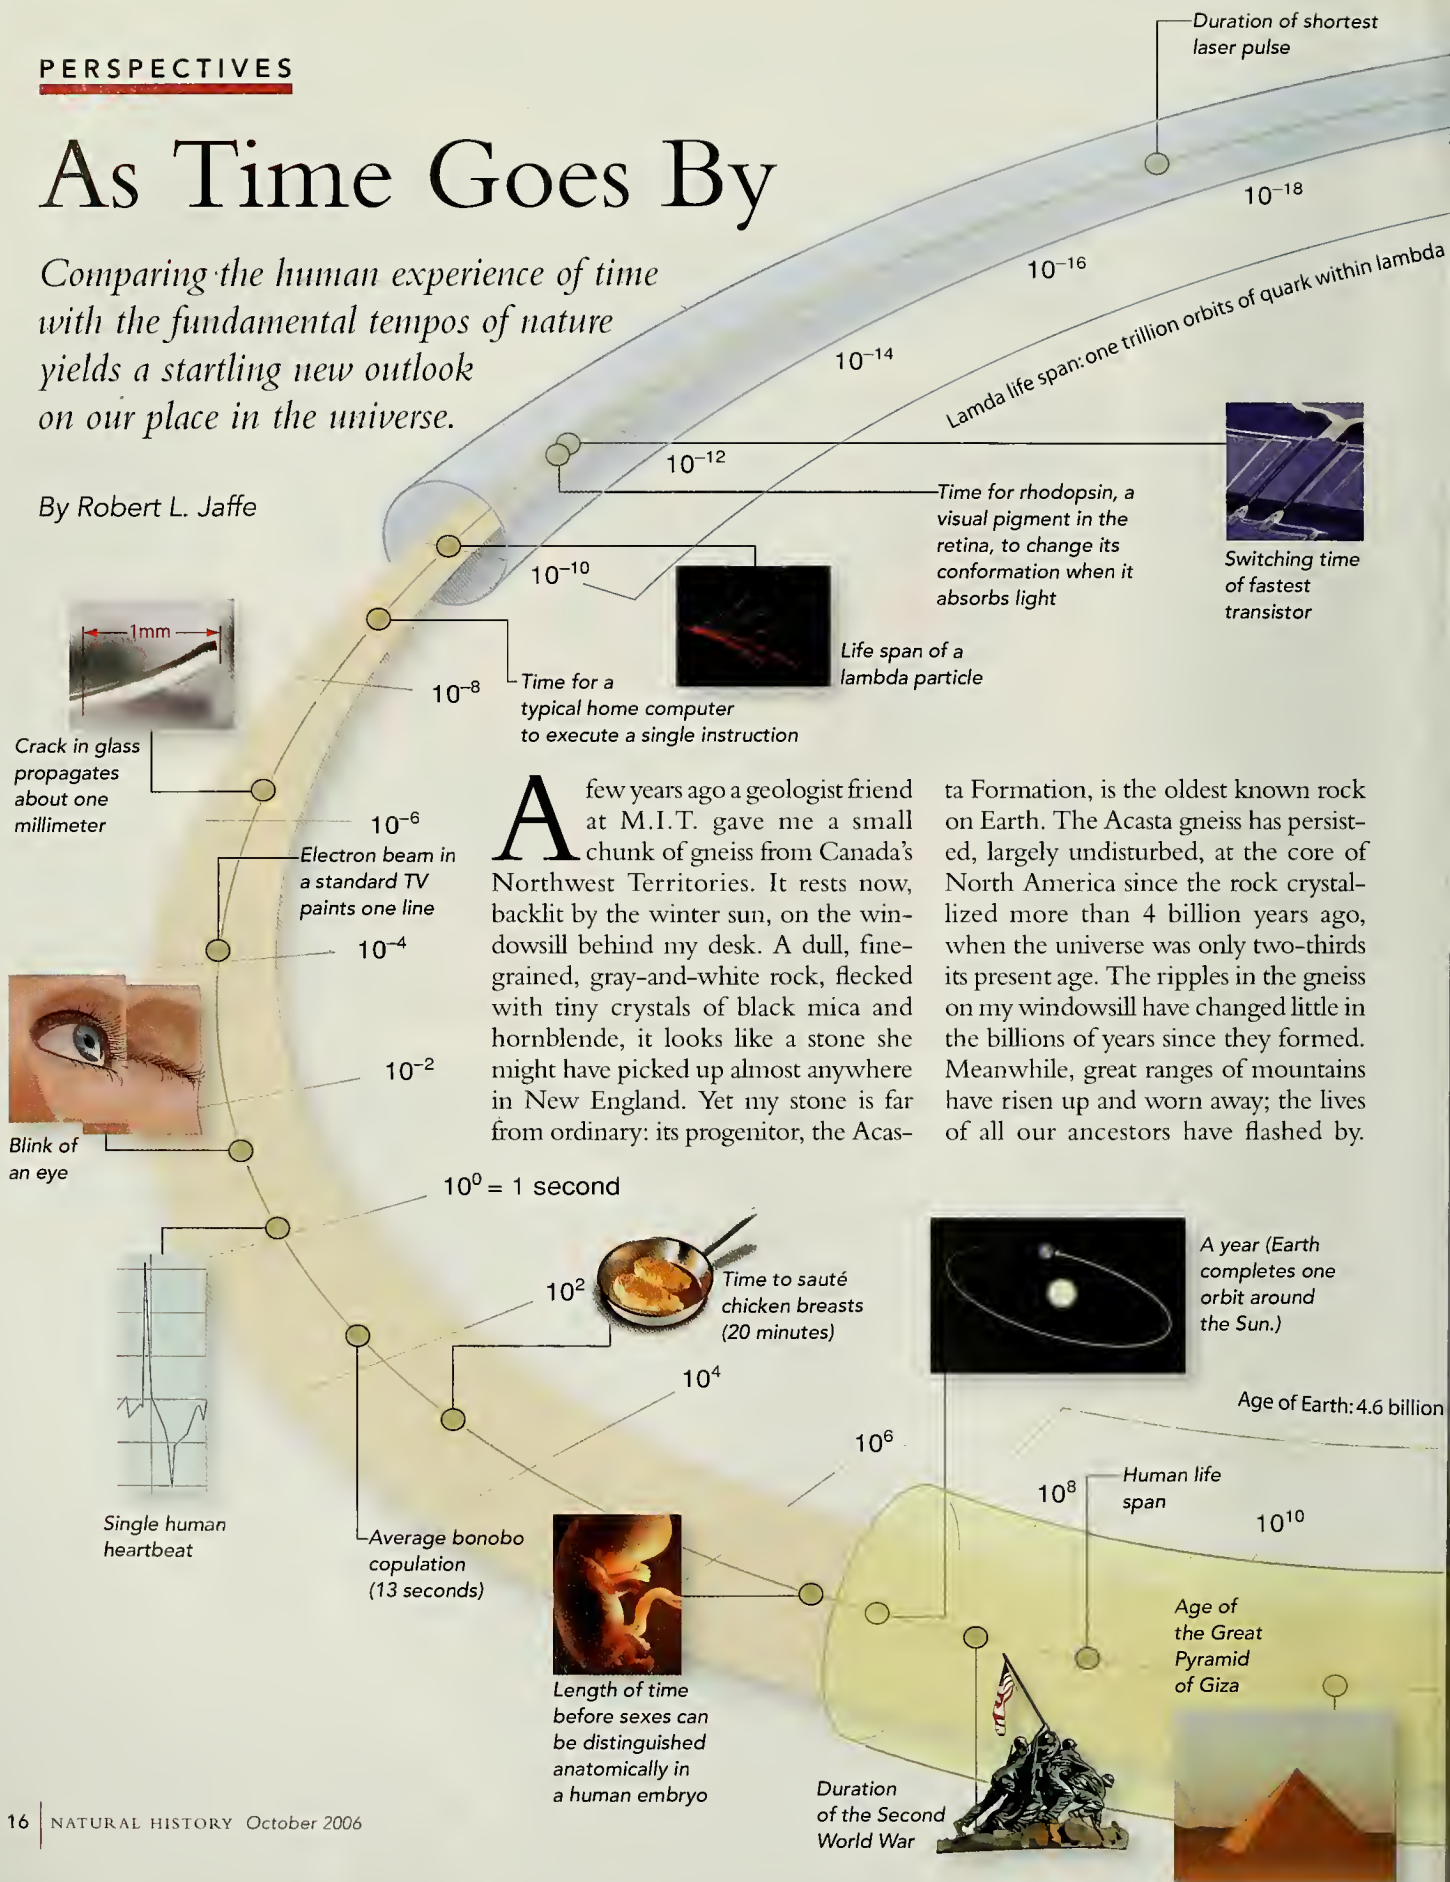 PERSPECTIVES
As Time Goes By
Comparing the human experience of time
with the fundamental tempos of nature
yields a startling new outlook
on our place in the universe.
By Robert L. Jaffe
Duration of shortest
laser pulse
10⁻¹⁸
10⁻¹⁶
10⁻¹⁴
Lamda life span: one trillion orbits of quark within lambda
10⁻¹²
Time for rhodopsin, a
visual pigment in the
retina, to change its
conformation when it
absorbs light
Switching time
of fastest
transistor
10⁻¹⁰
Life span of a
lambda particle
1mm
10⁻⁸
Time for a
typical home computer
to execute a single instruction
Crack in glass
propagates
about one
millimeter
10⁻⁶
Electron beam in
a standard TV
paints one line
10⁻⁴
10⁻²
Blink of
an eye
A few years ago a geologist friend
at M.I.T. gave me a small
chunk of gneiss from Canada's
Northwest Territories. It rests now,
backlit by the winter sun, on the win-
dowsill behind my desk. A dull, fine-
grained, gray-and-white rock, flecked
with tiny crystals of black mica and
hornblende, it looks like a stone she
might have picked up almost anywhere
in New England. Yet my stone is far
from ordinary: its progenitor, the Acas-
ta Formation, is the oldest known rock
on Earth. The Acasta gneiss has persist-
ed, largely undisturbed, at the core of
North America since the rock crystal-
lized more than 4 billion years ago,
when the universe was only two-thirds
its present age. The ripples in the gneiss
on my windowsill have changed little in
the billions of years since they formed.
Meanwhile, great ranges of mountains
have risen up and worn away; the lives
of all our ancestors have flashed by.
10⁰ = 1 second
Single human
heartbeat
10²
Time to sauté
chicken breasts
(20 minutes)
A year (Earth
completes one
orbit around
the Sun.)
10⁴
Age of Earth: 4.6 billion
10⁶
10⁸
Human life
span
10¹⁰
Average bonobo
copulation
(13 seconds)
Length of time
before sexes can
be distinguished
anatomically in
a human embryo
Age of
the Great
Pyramid
of Giza
Duration
of the Second
World War
16 NATURAL HISTORY October 2006